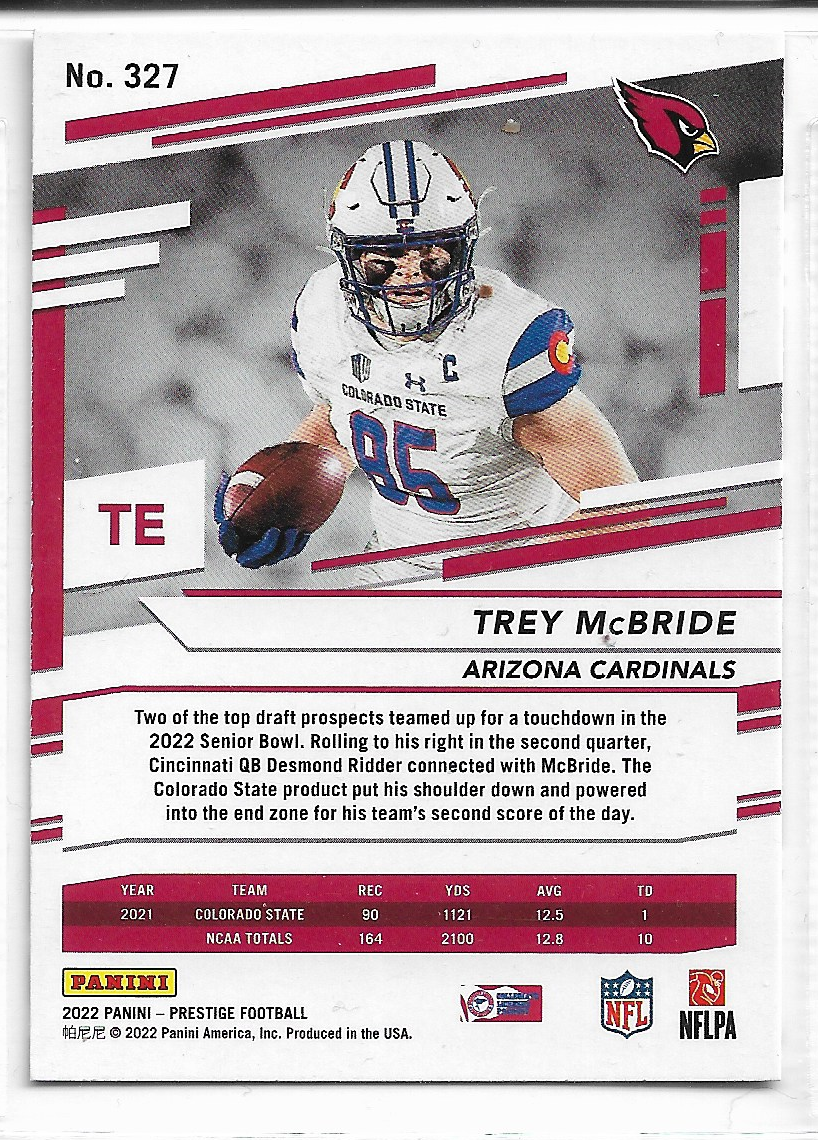 No. 327
C
COLORADO STATE
85
TE
TREY McBRIDE
ARIZONA CARDINALS
Two of the top draft prospects teamed up for a touchdown in the
2022 Senior Bowl. Rolling to his right in the second quarter,
Cincinnati QB Desmond Ridder connected with McBride. The
Colorado State product put his shoulder down and powered
into the end zone for his team's second score of the day.
YEAR TEAM REC YDS AVG TD
2021 COLORADO STATE 90 1121 12.5 1
NCAA TOTALS 164 2100 12.8 10
PANINI
2022 PANINI – PRESTIGE FOOTBALL
帕尼尼 © 2022 Panini America, Inc. Produced in the USA.
NFL
NFLPA